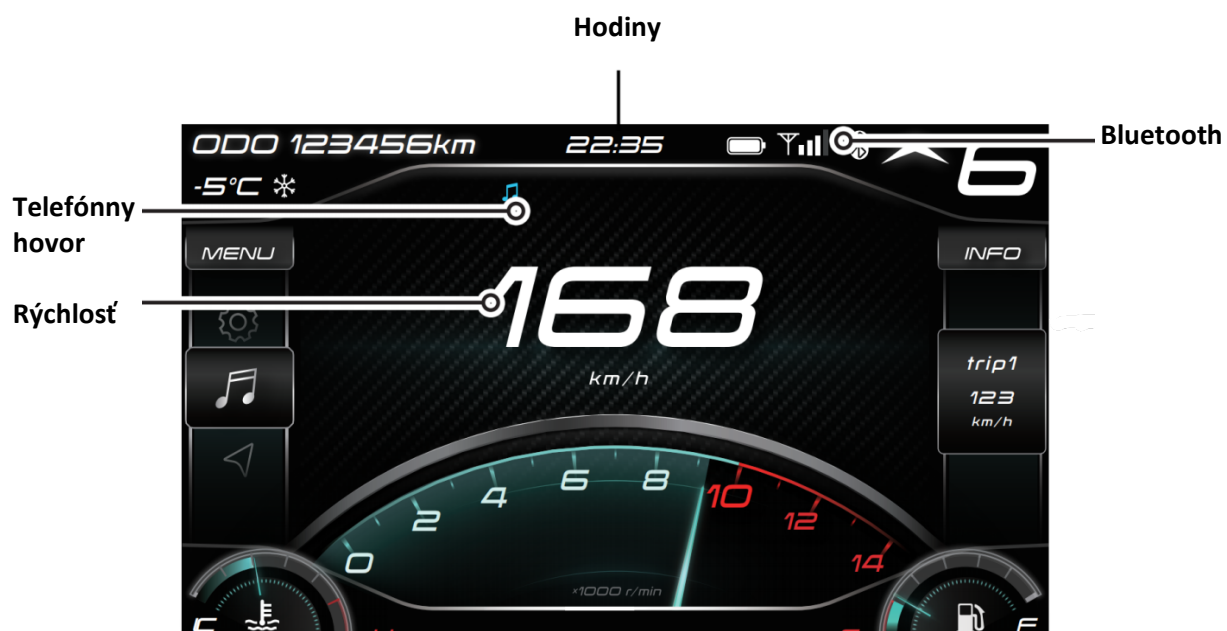 Hodiny
ODO 123456km
22:35
6
Bluetooth
-5°C
Telefónny
hovor
MENU
INFO
Rýchlosť
168
km/h
trip1
123
km/h
0
2
4
6
8
10
12
14
×1000 r/min